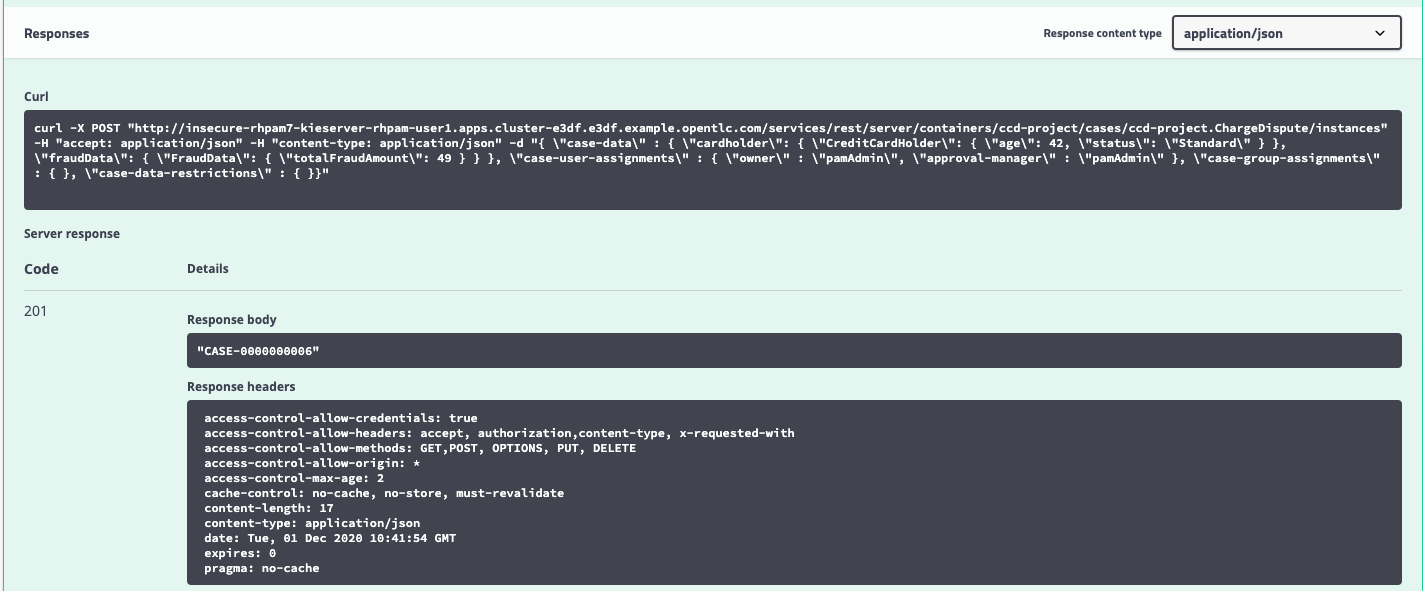 Responses
Response content type
application/json
Curl
curl -X POST "http://insecure-rhpam7-kieserver-rhpam-user1.apps.cluster-e3df.e3df.example.opentlc.com/services/rest/server/containers/ccd-project/cases/ccd-project.ChargeDispute/instances"
-H "accept: application/json" -H "content-type: application/json" -d "{ \"case-data\" : { \"cardholder\": { \"CreditCardHolder\": { \"age\": 42, \"status\": \"Standard\" } },
\"fraudData\": { \"FraudData\": { \"totalFraudAmount\": 49 } } }, \"case-user-assignments\" : { \"owner\" : \"pamAdmin\", \"approval-manager\" : \"pamAdmin\" }, \"case-group-assignments\"
: { }, \"case-data-restrictions\" : { }}"
Server response
Code
Details
201
Response body
"CASE-0000000006"
Response headers
access-control-allow-credentials: true
access-control-allow-headers: accept, authorization,content-type, x-requested-with
access-control-allow-methods: GET,POST, OPTIONS, PUT, DELETE
access-control-allow-origin: *
access-control-max-age: 2
cache-control: no-cache, no-store, must-revalidate
content-length: 17
content-type: application/json
date: Tue, 01 Dec 2020 10:41:54 GMT
expires: 0
pragma: no-cache